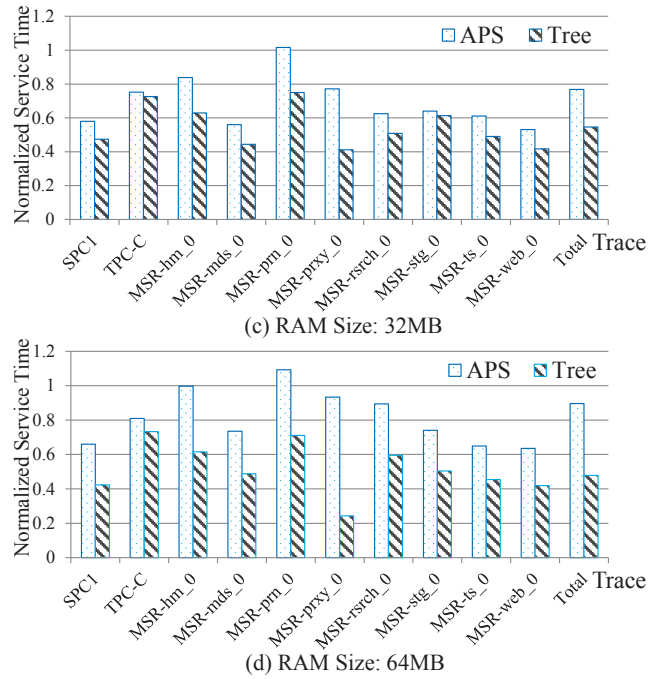 Normalized Service Time
1.2
1
0.8
0.6
0.4
0.2
0
APS Tree
SPC1
TPC-C
MSR-hm_0
MSR-mds_0
MSR-prn_0
MSR-prxy_0
MSR-rsrch_0
MSR-stg_0
MSR-ts_0
MSR-web_0
Total
Trace
(c) RAM Size: 32MB
Normalized Service Time
1.2
1
0.8
0.6
0.4
0.2
0
APS Tree
SPC1
TPC-C
MSR-hm_0
MSR-mds_0
MSR-prn_0
MSR-prxy_0
MSR-rsrch_0
MSR-stg_0
MSR-ts_0
MSR-web_0
Total
Trace
(d) RAM Size: 64MB